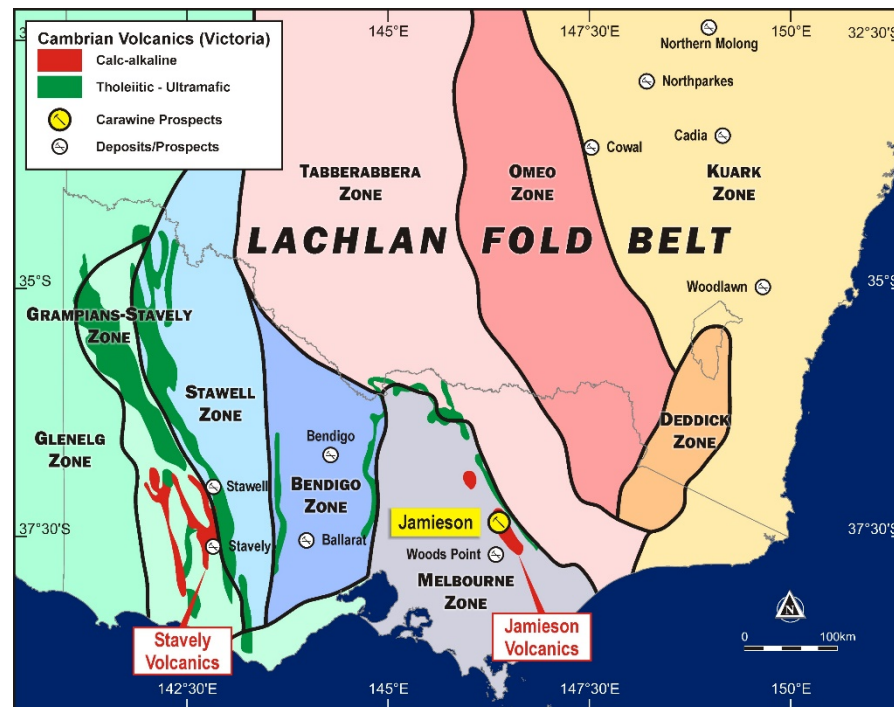 Cambrian Volcanics (Victoria)
Calc-alkaline
Tholeiitic - Ultramafic
Carawine Prospects
Deposits/Prospects
145°E
147°30'E
150°E
32°30'S
Northern Molong
Northparkes
Cadia
Cowal
TABBERABBERA
ZONE
OMEO
ZONE
KUARK
ZONE
LACHLAN FOLD BELT
35°S
35°S
Woodlawn
GRAMPIANS-STAVELY
ZONE
STAWELL
ZONE
GLENELG
ZONE
DEDDICK
ZONE
Bendigo
BENDIGO
ZONE
Stawell
Stavely
Ballarat
Jamieson
Woods Point
MELBOURNE
ZONE
37°30'S
37°30'S
Stavely
Volcanics
Jamieson
Volcanics
N
0
100km
142°30'E
145°E
147°30'E
150°E